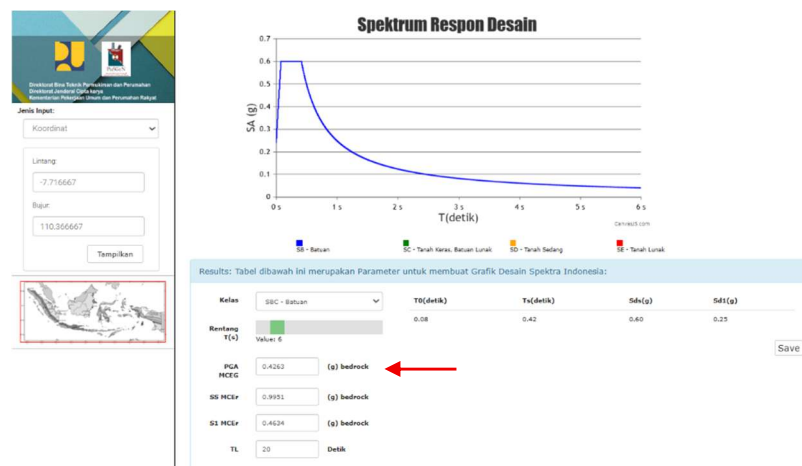 Direktorat Bina Teknik Permukiman dan Perumahan
Direktorat Jenderal Cipta Karya
Kementerian Pekerjaan Umum dan Perumahan Rakyat
Jenis Input:
Koordinat
Lintang:
-7.716667
Bujur:
110.366667
Tampilkan
Spektrum Respon Desain
SA (g)
0.7
0.6
0.5
0.4
0.3
0.2
0.1
0
0 s 1 s 2 s 3 s 4 s 5 s 6 s
T(detik)
CanvasJS.com
SB - Batuan SC - Tanah Keras, Batuan Lunak SD - Tanah Sedang SE - Tanah Lunak
Results: Tabel dibawah ini merupakan Parameter untuk membuat Grafik Desain Spektra Indonesia:
Kelas SBC - Batuan
T0(detik) Ts(detik) Sds(g) Sd1(g)
0.08 0.42 0.60 0.25
Rentang T(s)
Value: 6
Save
PGA MCEG 0.4263 (g) bedrock
SS MCEr 0.9951 (g) bedrock
S1 MCEr 0.4634 (g) bedrock
TL 20 Detik